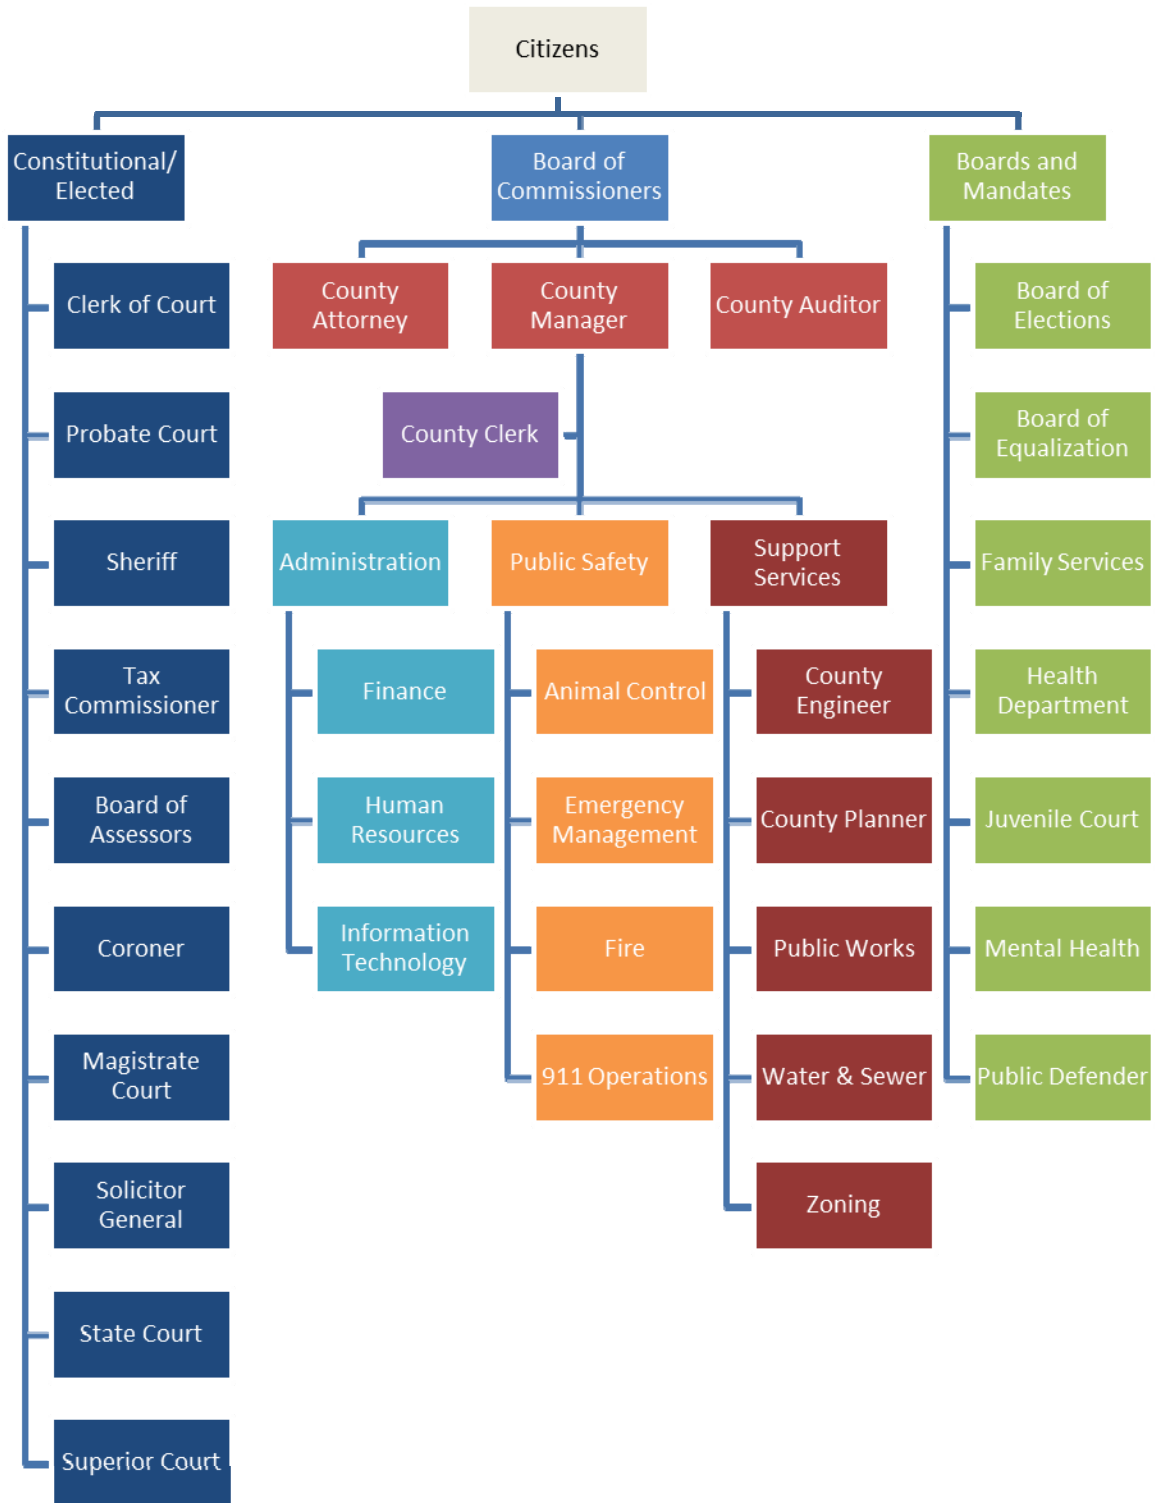 Citizens
Constitutional/
Elected
Board of
Commissioners
Boards and
Mandates
Clerk of Court
County
Attorney
County
Manager
County Auditor
Board of
Elections
Probate Court
County Clerk
Board of
Equalization
Sheriff
Administration
Public Safety
Support
Services
Family Services
Tax
Commissioner
Finance
Animal Control
County
Engineer
Health
Department
Board of
Assessors
Human
Resources
Emergency
Management
County Planner
Juvenile Court
Coroner
Information
Technology
Fire
Public Works
Mental Health
Magistrate
Court
911 Operations
Water & Sewer
Public Defender
Solicitor
General
Zoning
State Court
Superior Court